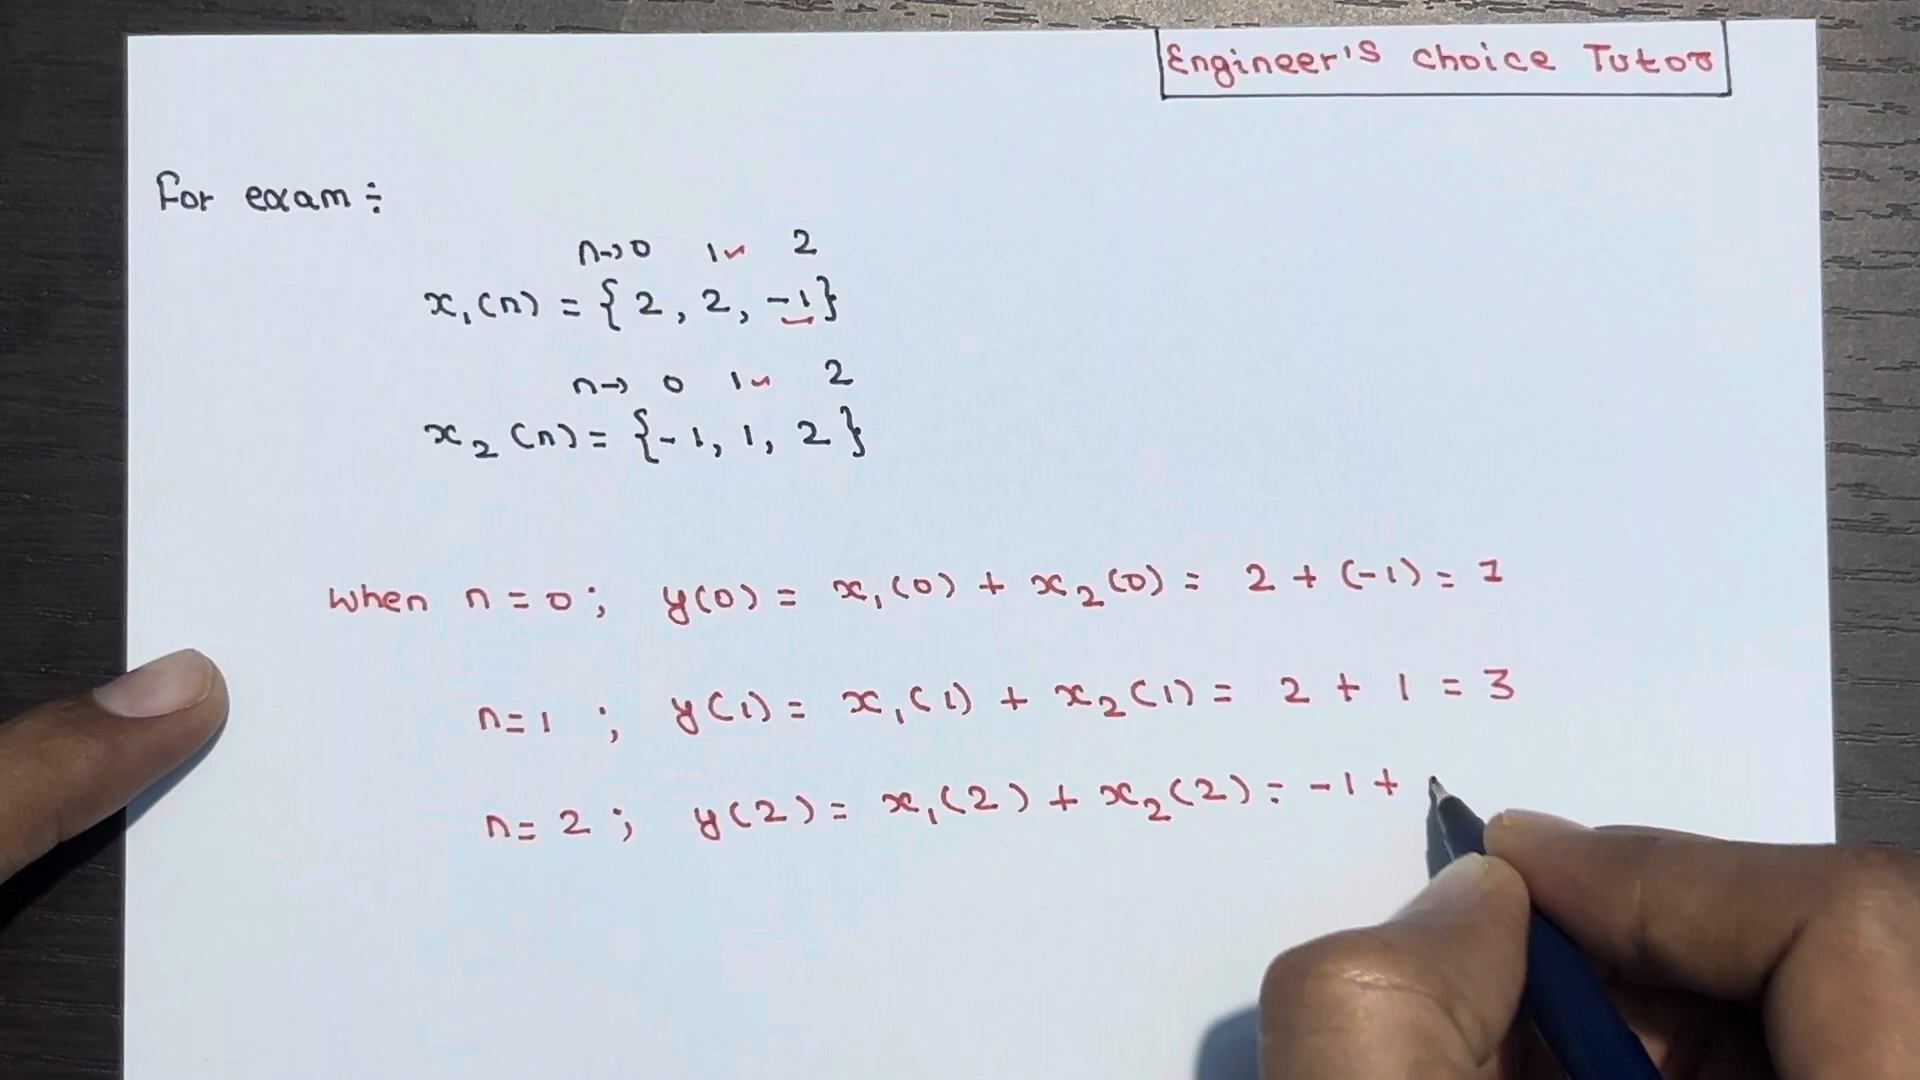 Engineer's choice Tutor
For exam ÷
n→0 1 2
x₁(n) = {2, 2, -1}
n→ 0 1 2
x₂(n) = {-1, 1, 2}
when n = 0; y(0) = x₁(0) + x₂(0) = 2 + (-1) = 1
n=1 ; y(1) = x₁(1) + x₂(1) = 2 + 1 = 3
n= 2 ; y(2) = x₁(2) + x₂(2) = -1 +